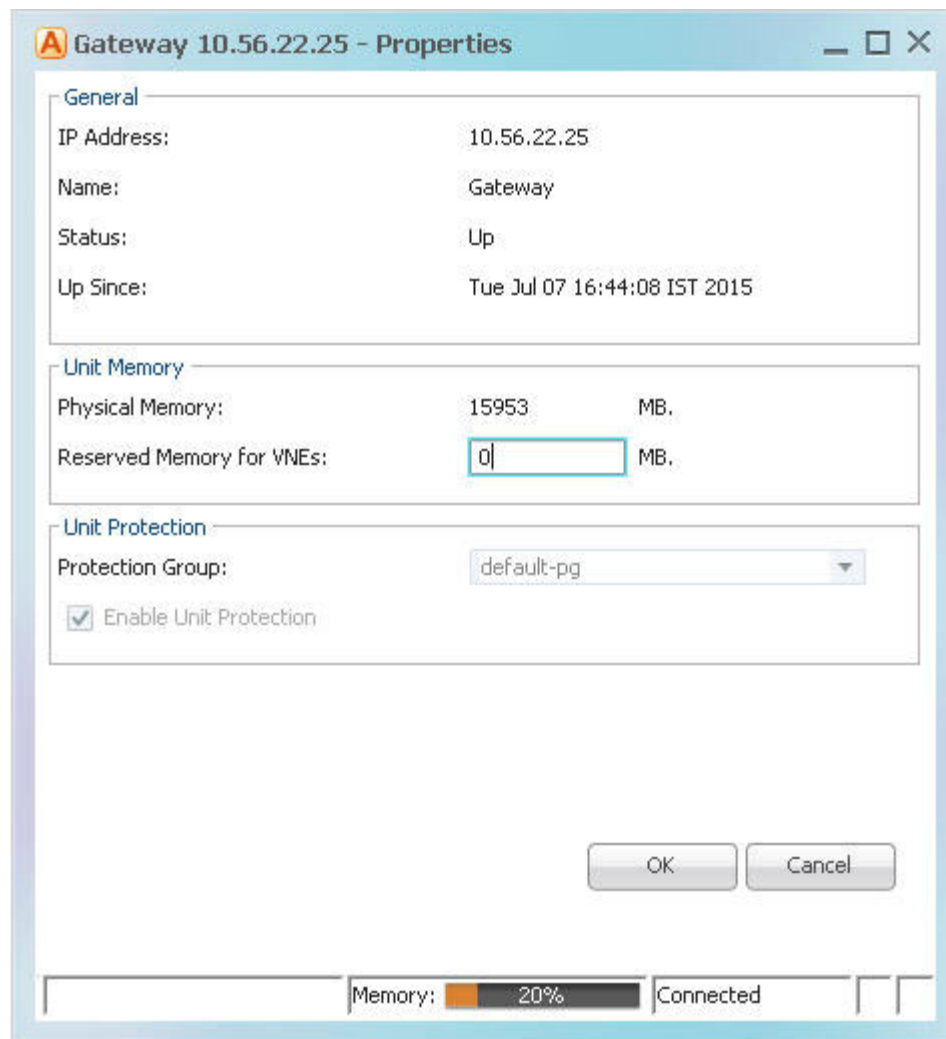 A Gateway 10.56.22.25 - Properties
General
IP Address: 10.56.22.25
Name: Gateway
Status: Up
Up Since: Tue Jul 07 16:44:08 IST 2015
Unit Memory
Physical Memory: 15953 MB.
Reserved Memory for VNEs: 0 MB.
Unit Protection
Protection Group: default-pg
Enable Unit Protection
OK Cancel
Memory: 20% Connected